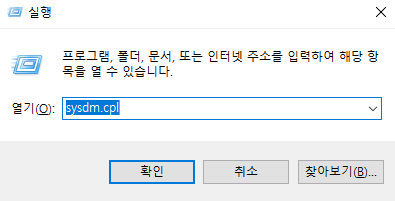 실행
프로그램, 폴더, 문서, 또는 인터넷 주소를 입력하여 해당 항
목을 열 수 있습니다.
열기(O): sysdm.cpl
확인 취소 찾아보기(B)...